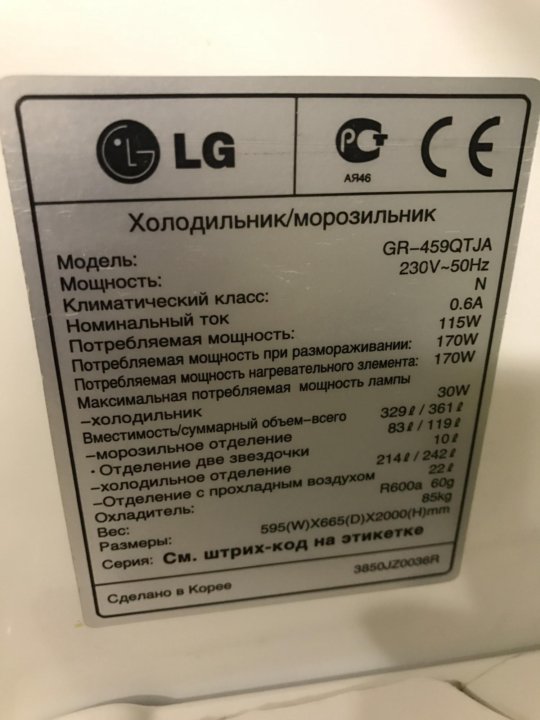 LG
PCT
CE
АЯ46
Холодильник/морозильник
Модель: GR-459QTJA
Мощность: 230V~50Hz
Климатический класс: N
Номинальный ток 0.6A
Потребляемая мощность: 115W
Потребляемая мощность при размораживании: 170W
Потребляемая мощность нагревательного элемента: 170W
Максимальная потребляемая мощность лампы
-холодильник 30W
Вместимость/суммарный объем-всего 329ℓ / 361ℓ
-морозильное отделение 83ℓ / 119ℓ
· Отделение две звездочки 10ℓ
-холодильное отделение 214ℓ / 242ℓ
-Отделение с прохладным воздухом 22ℓ
Охладитель: R600a 60g
Вес: 85kg
Размеры: 595(W)X665(D)X2000(H)mm
Серия: См. штрих-код на этикетке
3850JZ0036R
Сделано в Корее